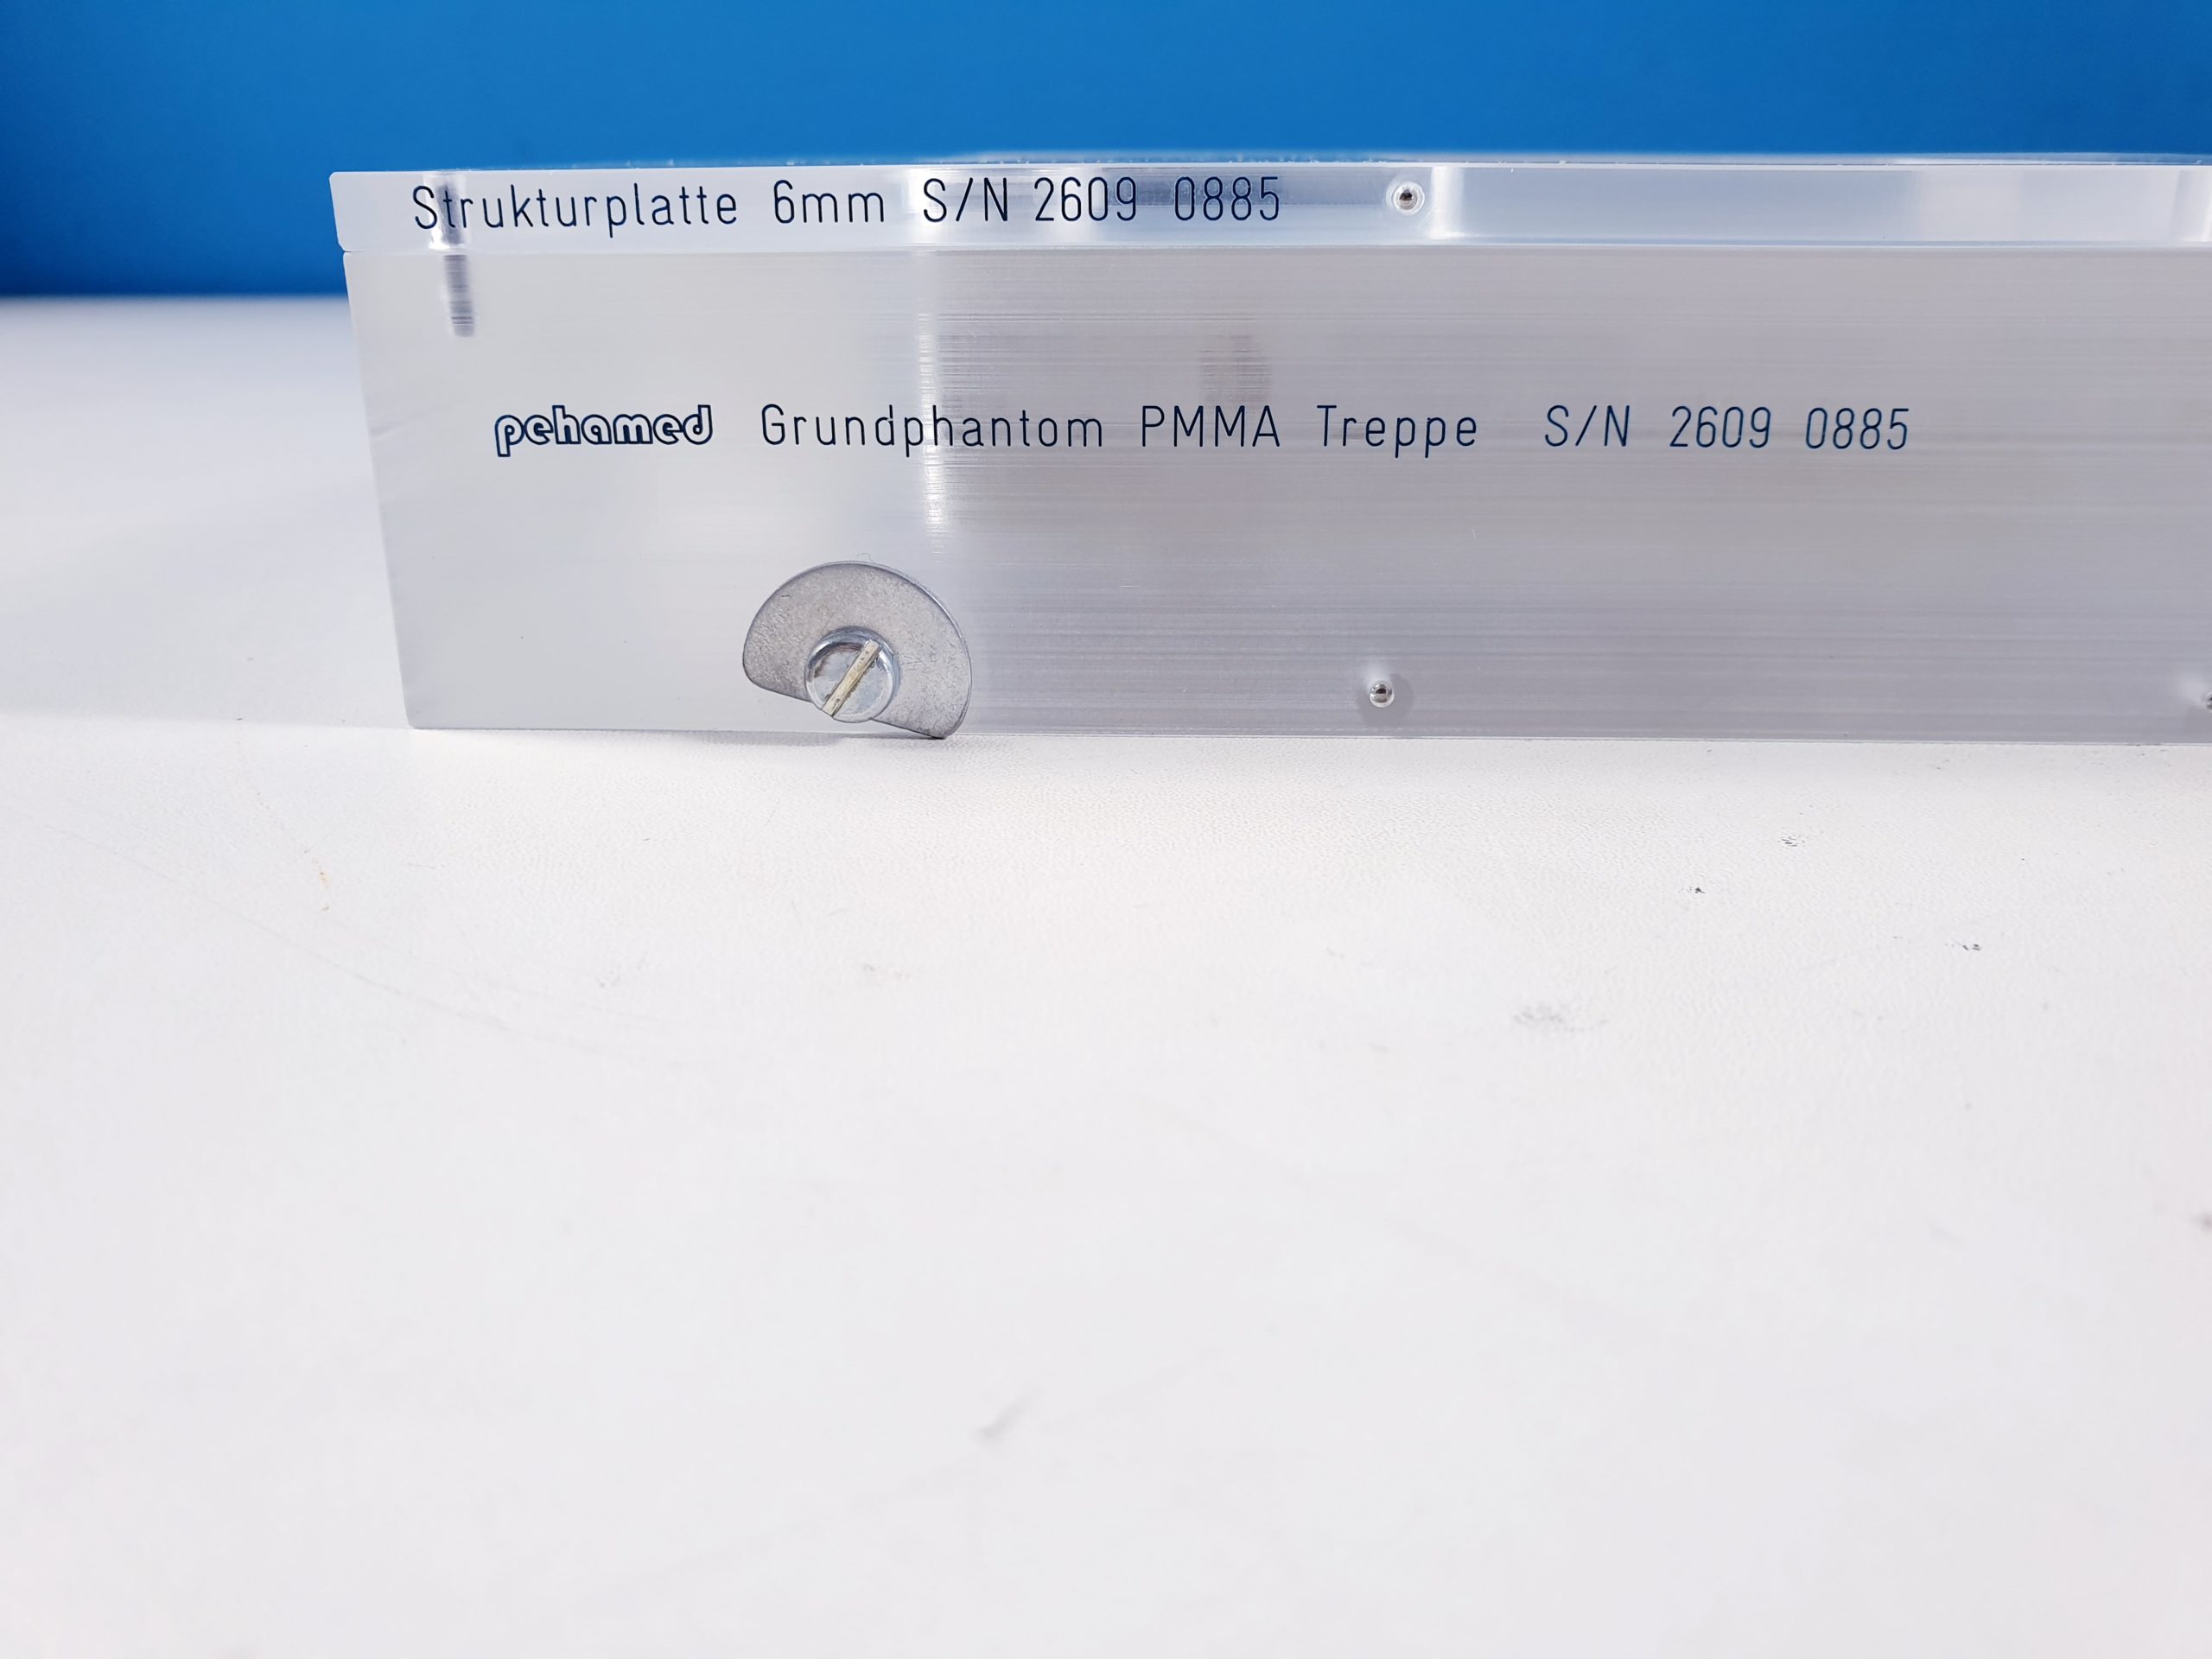 Strukturplatte 6mm S/N 2609 0885
pehamed Grundphantom PMMA Treppe S/N 2609 0885